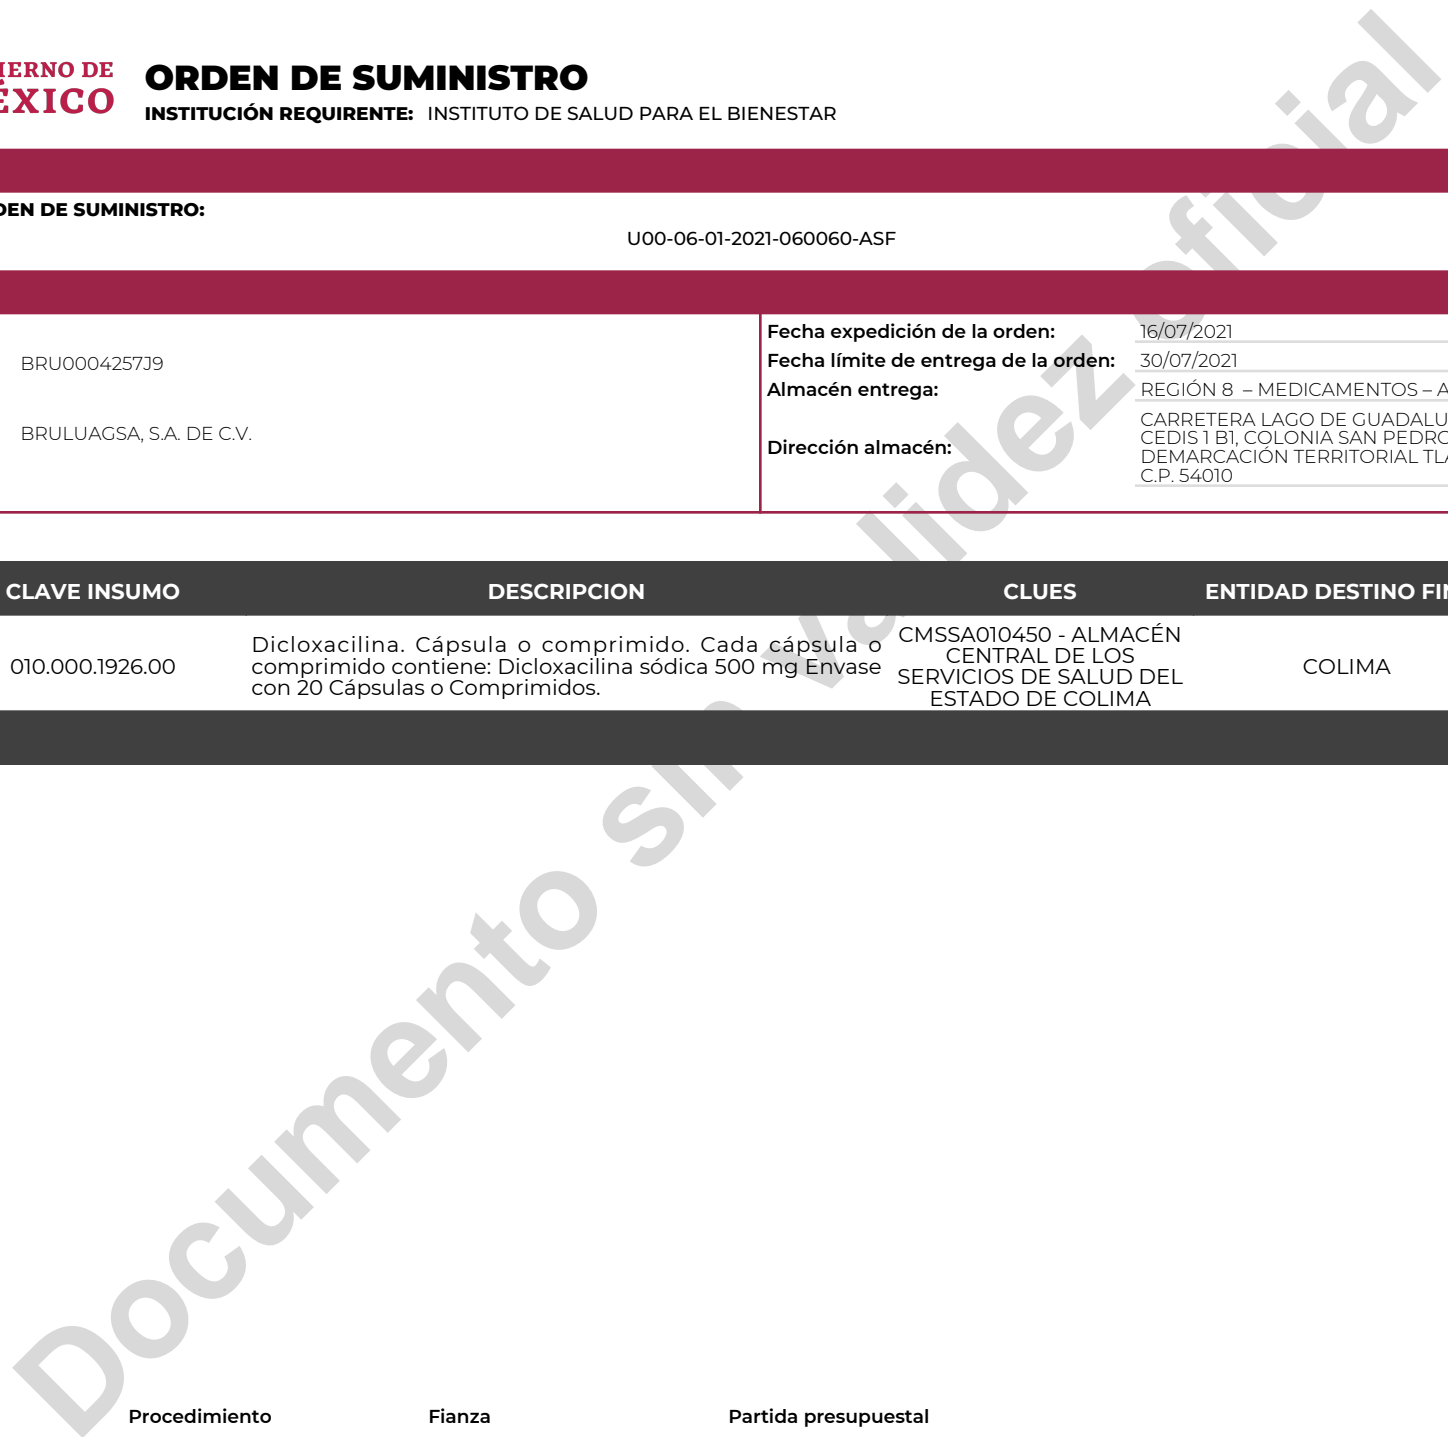 IERNO DE
ÉXICO
ORDEN DE SUMINISTRO
INSTITUCIÓN REQUIRENTE: INSTITUTO DE SALUD PARA EL BIENESTAR
DEN DE SUMINISTRO:
U00-06-01-2021-060060-ASF
BRU0004257J9
BRULUAGSA, S.A. DE C.V.
Fecha expedición de la orden: 16/07/2021
Fecha límite de entrega de la orden: 30/07/2021
Almacén entrega: REGIÓN 8 – MEDICAMENTOS – A
Dirección almacén:
CARRETERA LAGO DE GUADALU
CEDIS 1 B1, COLONIA SAN PEDRO
DEMARCACIÓN TERRITORIAL TLA
C.P. 54010
CLAVE INSUMO DESCRIPCION CLUES ENTIDAD DESTINO FIN
010.000.1926.00
Dicloxacilina. Cápsula o comprimido. Cada cápsula o
comprimido contiene: Dicloxacilina sódica 500 mg Envase
con 20 Cápsulas o Comprimidos.
CMSSA010450 - ALMACÉN
CENTRAL DE LOS
SERVICIOS DE SALUD DEL
ESTADO DE COLIMA
COLIMA
Documento sin validez oficial
Procedimiento Fianza Partida presupuestal